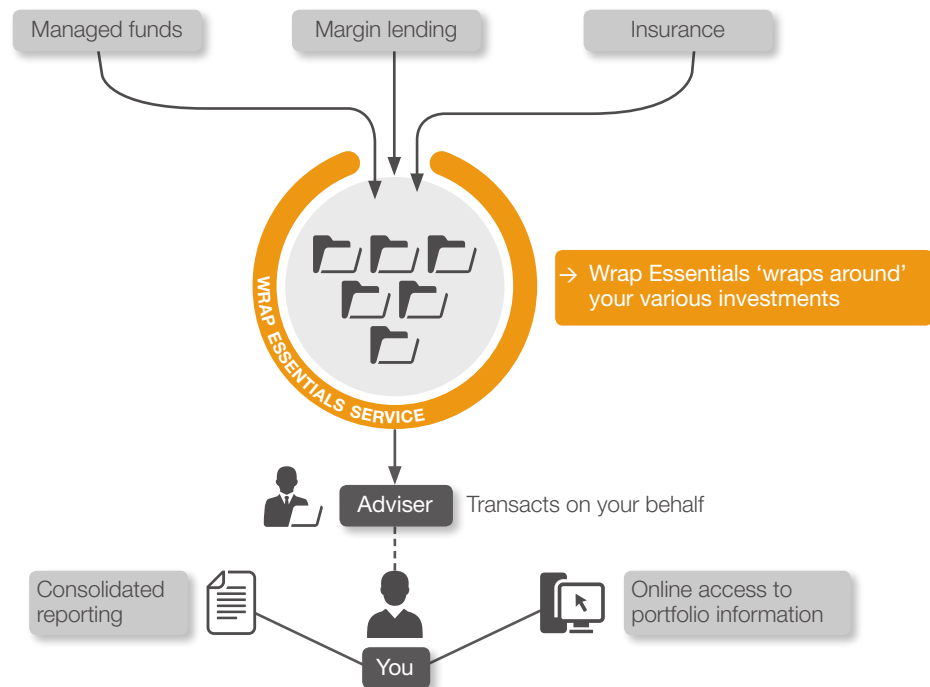 Managed funds
Margin lending
Insurance
WRAP ESSENTIALS SERVICE
→ Wrap Essentials ‘wraps around’
your various investments
Adviser
Transacts on your behalf
Consolidated
reporting
Online access to
portfolio information
You